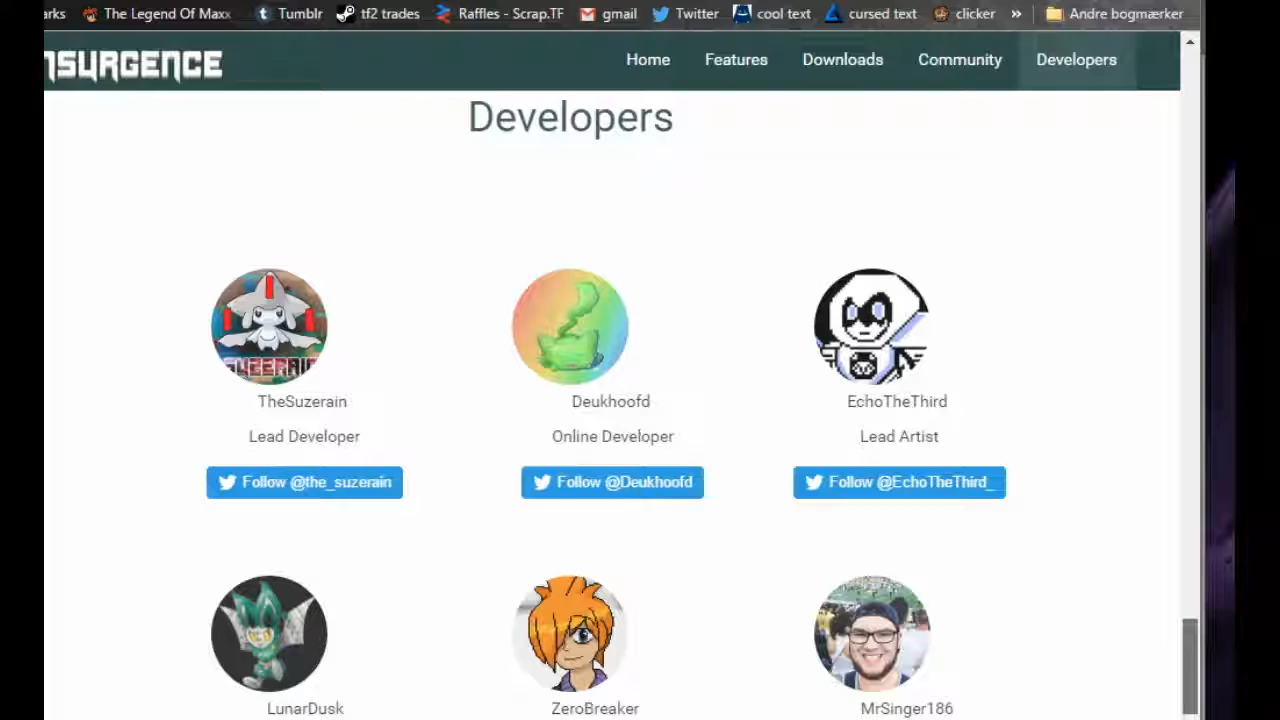 arks The Legend Of Maxx Tumblr tf2 trades Raffles - Scrap.TF gmail Twitter cool text cursed text clicker » Andre bogmærker
NSURGENCE Home Features Downloads Community Developers
Developers
SUZERAIN
TheSuzerain Deukhoofd EchoTheThird
Lead Developer Online Developer Lead Artist
Follow @the_suzerain Follow @Deukhoofd Follow @EchoTheThird_
LunarDusk ZeroBreaker MrSinger186